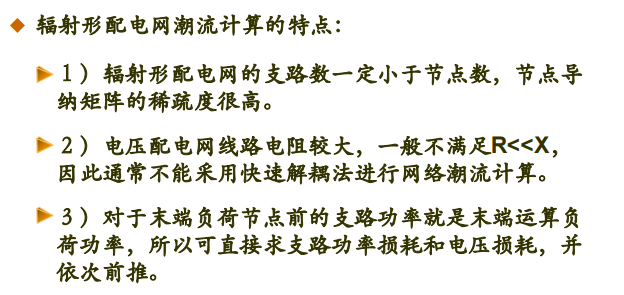 辐射形配电网潮流计算的特点：
1）辐射形配电网的支路数一定小于节点数，节点导
纳矩阵的稀疏度很高。
2）电压配电网线路电阻较大，一般不满足R<<X，
因此通常不能采用快速解耦法进行网络潮流计算。
3）对于末端负荷节点前的支路功率就是末端运算负
荷功率，所以可直接求支路功率损耗和电压损耗，并
依次前推。